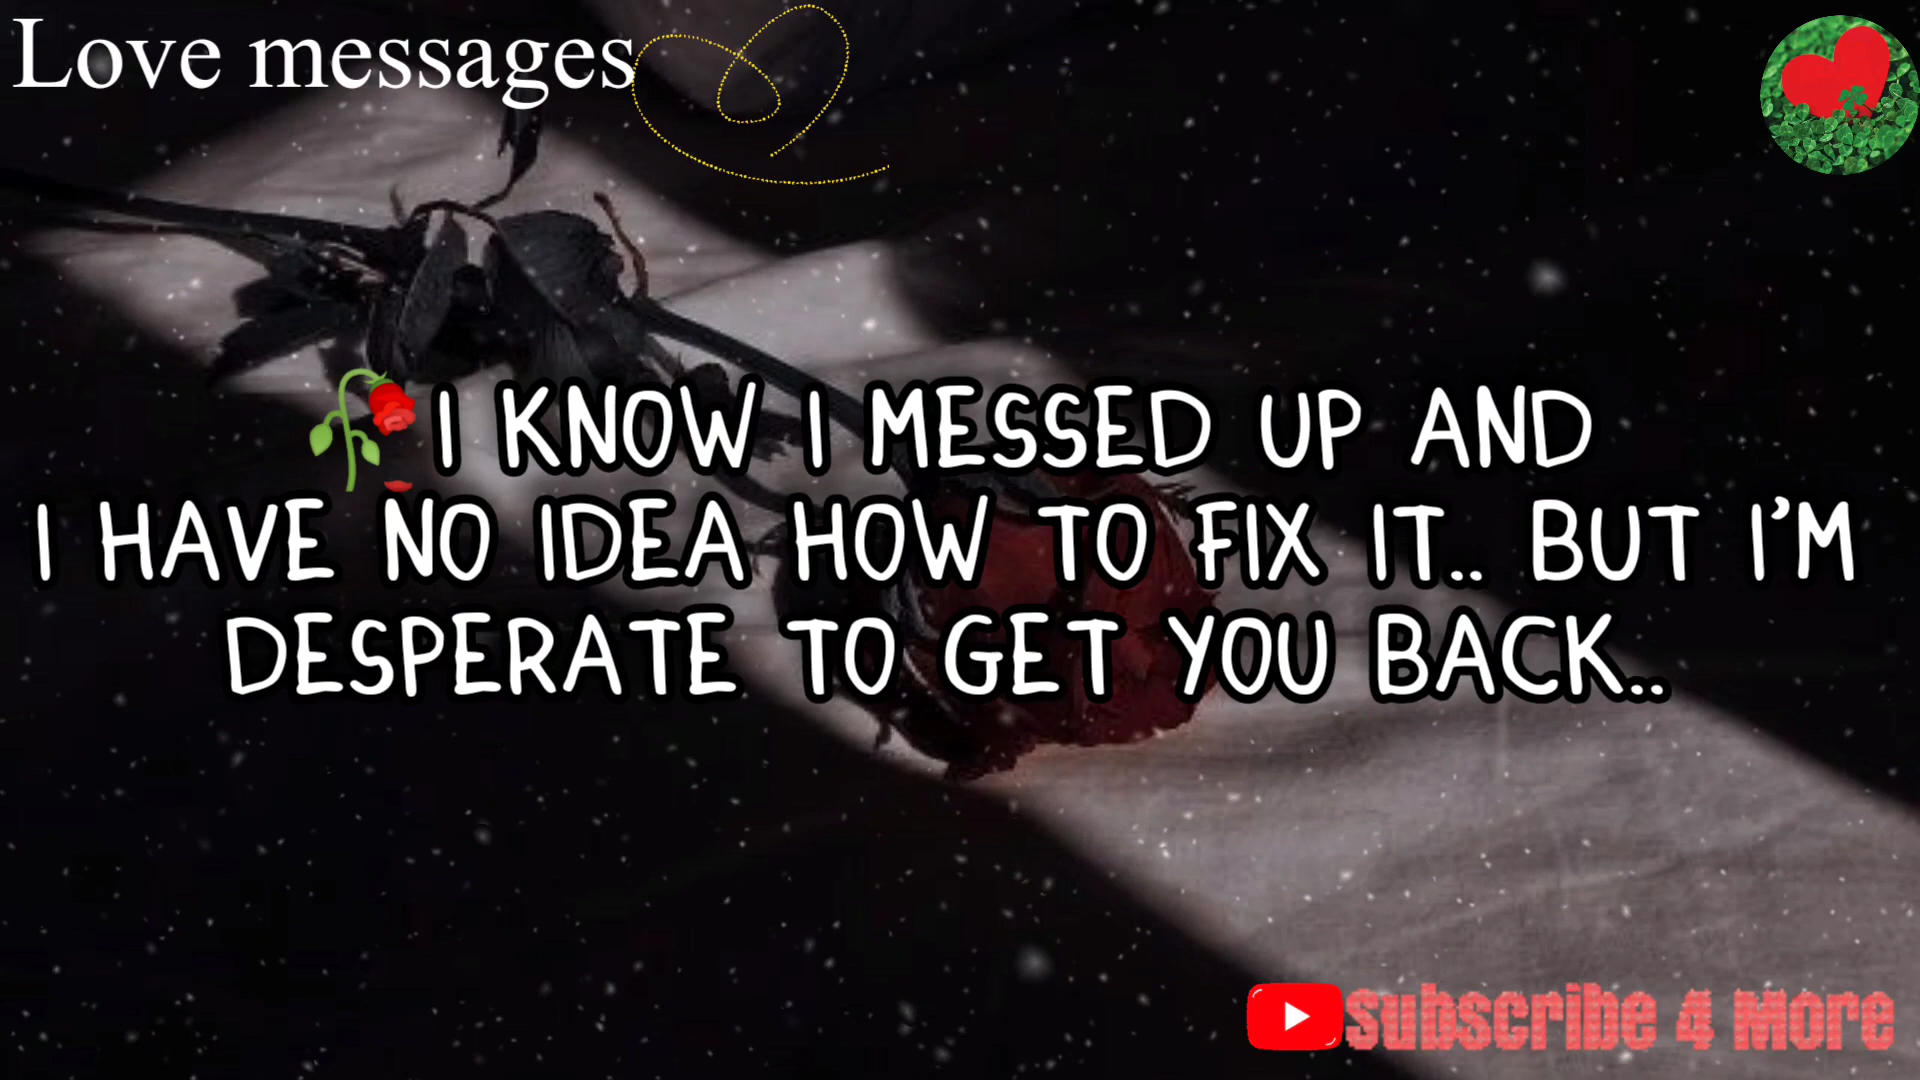 Love messages
🥀I KNOW I MESSED UP AND
I HAVE NO IDEA HOW TO FIX IT.. BUT I'M
DESPERATE TO GET YOU BACK..
Subscribe 4 More